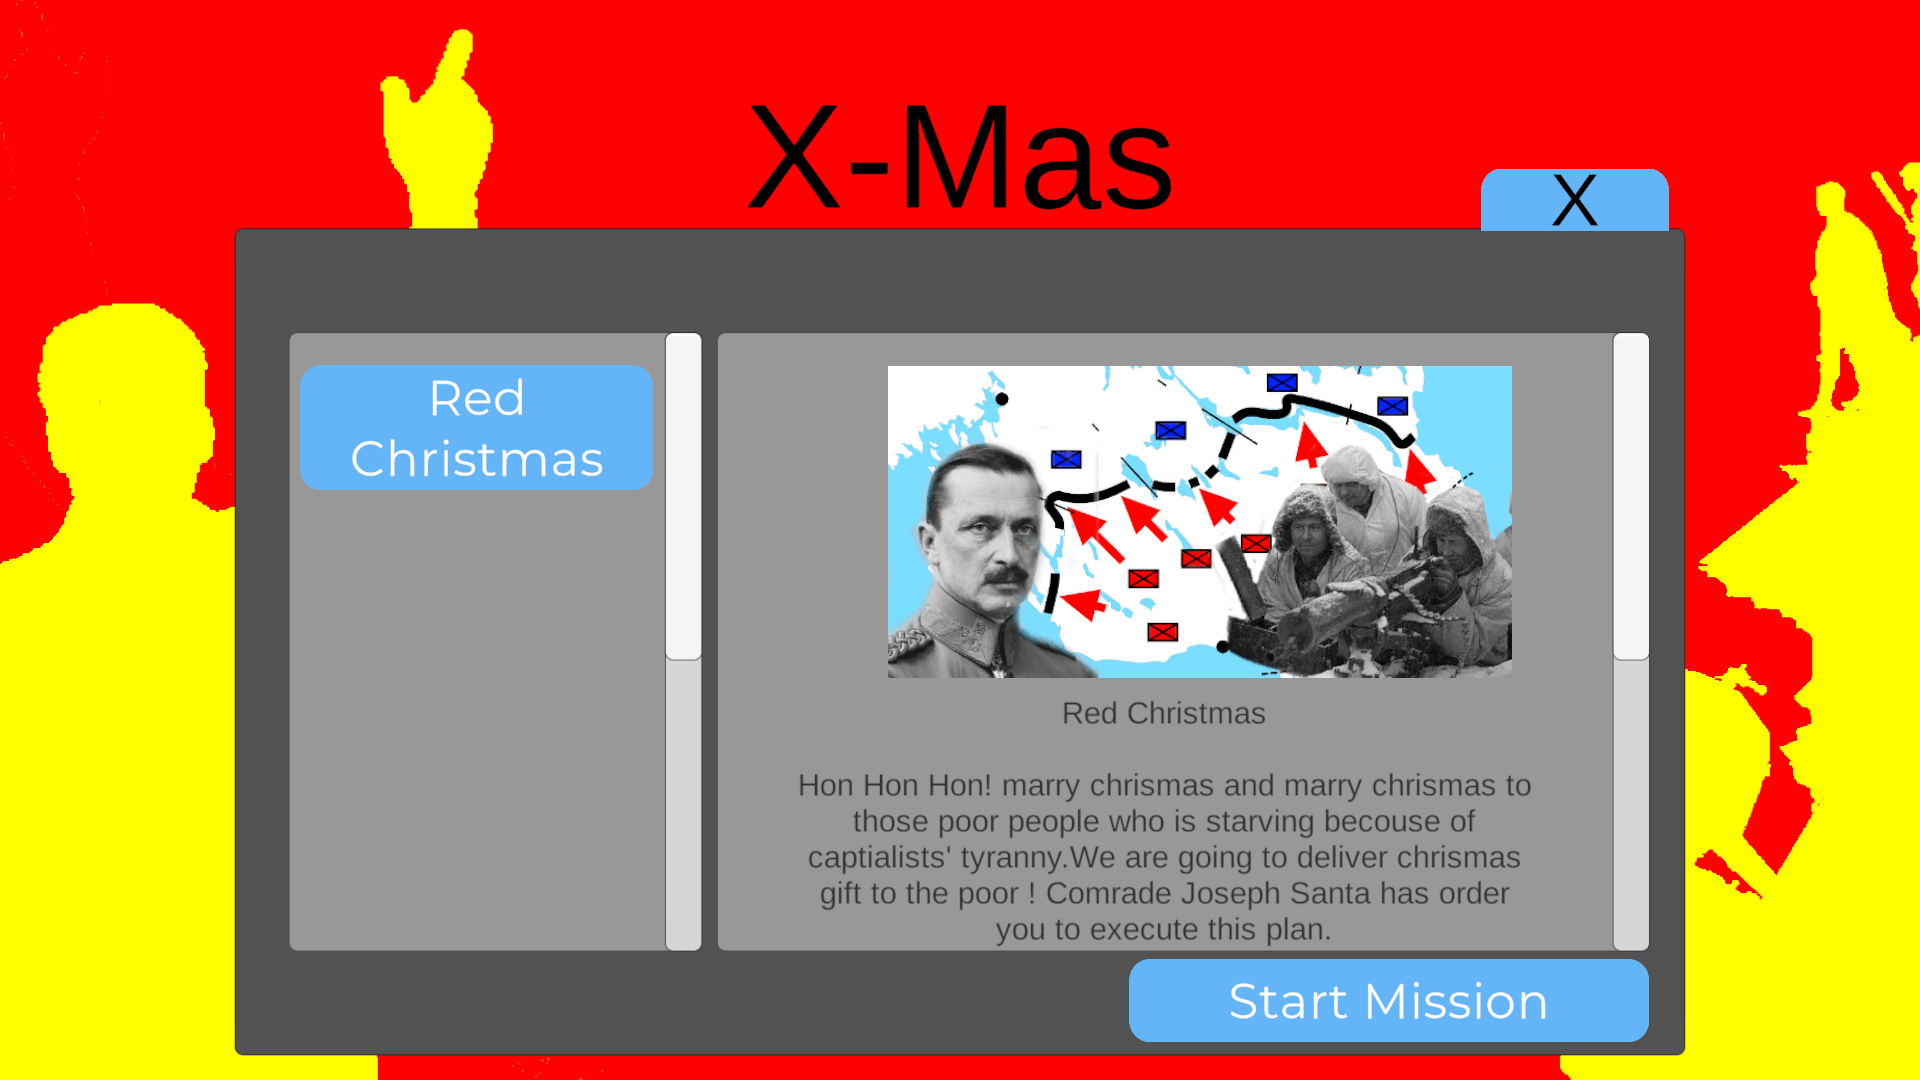 X-Mas
X
Red
Christmas
Red Christmas
Hon Hon Hon! marry chrismas and marry chrismas to
those poor people who is starving becouse of
captialists' tyranny.We are going to deliver chrismas
gift to the poor ! Comrade Joseph Santa has order
you to execute this plan.
Start Mission